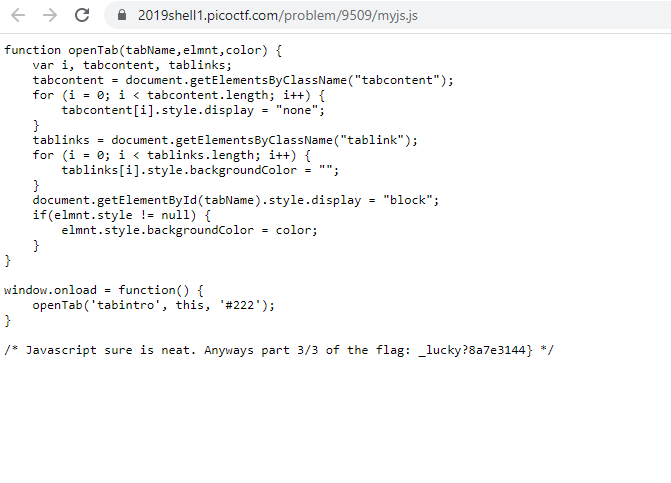 2019shell1.picoctf.com/problem/9509/myjs.js
function openTab(tabName,elmnt,color) {
    var i, tabcontent, tablinks;
    tabcontent = document.getElementsByClassName("tabcontent");
    for (i = 0; i < tabcontent.length; i++) {
        tabcontent[i].style.display = "none";
    }
    tablinks = document.getElementsByClassName("tablink");
    for (i = 0; i < tablinks.length; i++) {
        tablinks[i].style.backgroundColor = "";
    }
    document.getElementById(tabName).style.display = "block";
    if(elmnt.style != null) {
        elmnt.style.backgroundColor = color;
    }
}
window.onload = function() {
    openTab('tabintro', this, '#222');
}
/* Javascript sure is neat. Anyways part 3/3 of the flag: _lucky?8a7e3144} */